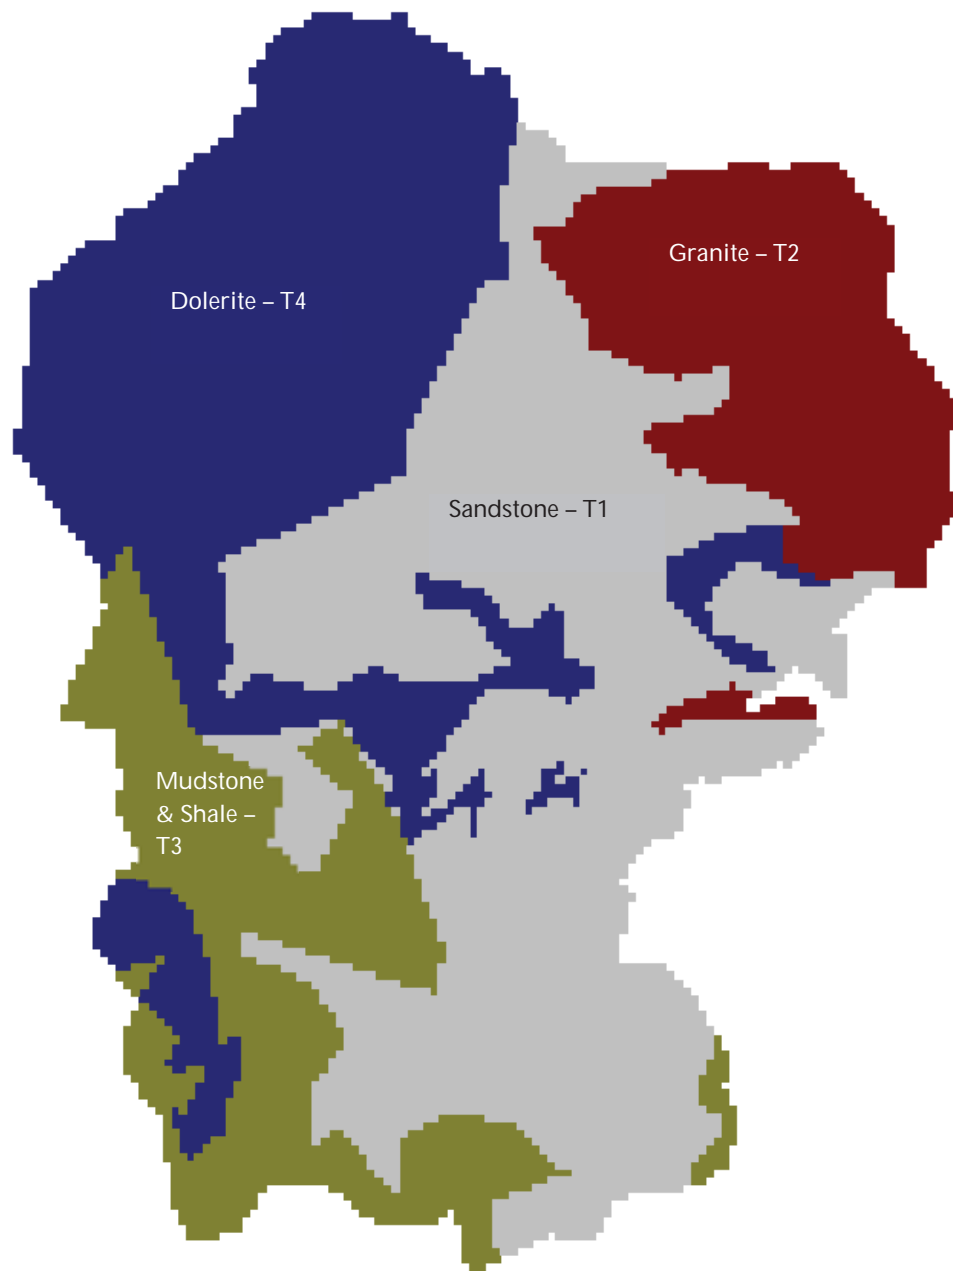 Granite – T2
Dolerite – T4
Sandstone – T1
Mudstone
& Shale –
T3